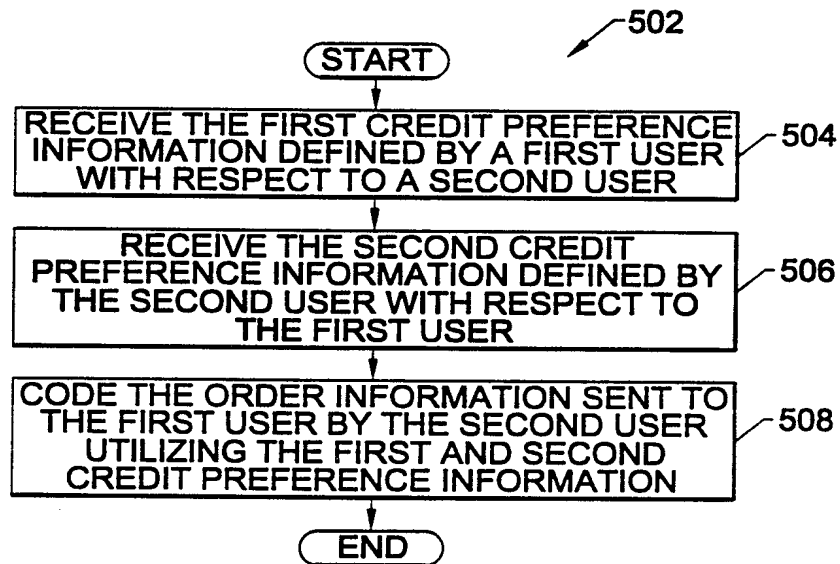 502
START
RECEIVE THE FIRST CREDIT PREFERENCE
INFORMATION DEFINED BY A FIRST USER
WITH RESPECT TO A SECOND USER
504
RECEIVE THE SECOND CREDIT
PREFERENCE INFORMATION DEFINED BY
THE SECOND USER WITH RESPECT TO
THE FIRST USER
506
CODE THE ORDER INFORMATION SENT TO
THE FIRST USER BY THE SECOND USER
UTILIZING THE FIRST AND SECOND
CREDIT PREFERENCE INFORMATION
508
END